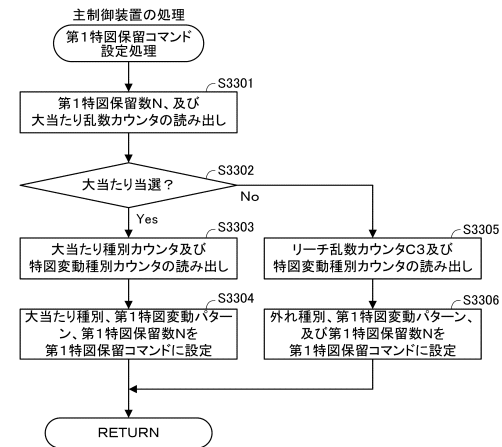 主制御装置の処理
第1特図保留コマンド
設定処理
S3301
第1特図保留数N、及び
大当たり乱数カウンタの読み出し
S3302
大当たり当選？
No
Yes
S3303
大当たり種別カウンタ及び
特図変動種別カウンタの読み出し
S3305
リーチ乱数カウンタC3及び
特図変動種別カウンタの読み出し
S3304
大当たり種別、第1特図変動パター
ン、第1特図保留数Nを
第1特図保留コマンドに設定
S3306
外れ種別、第1特図変動パターン、
及び第1特図保留数Nを
第1特図保留コマンドに設定
RETURN